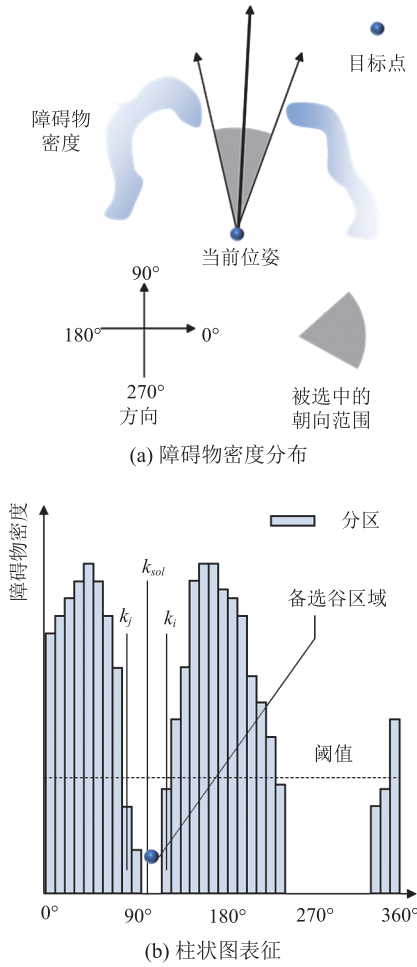 目标点
障碍物
密度
当前位姿
90°
180°
0°
270°
方向
被选中的
朝向范围
(a) 障碍物密度分布
障碍物密度
分区
k_sol
备选谷区域
k_j
k_i
阈值
0°
90°
180°
270°
360°
(b) 柱状图表征